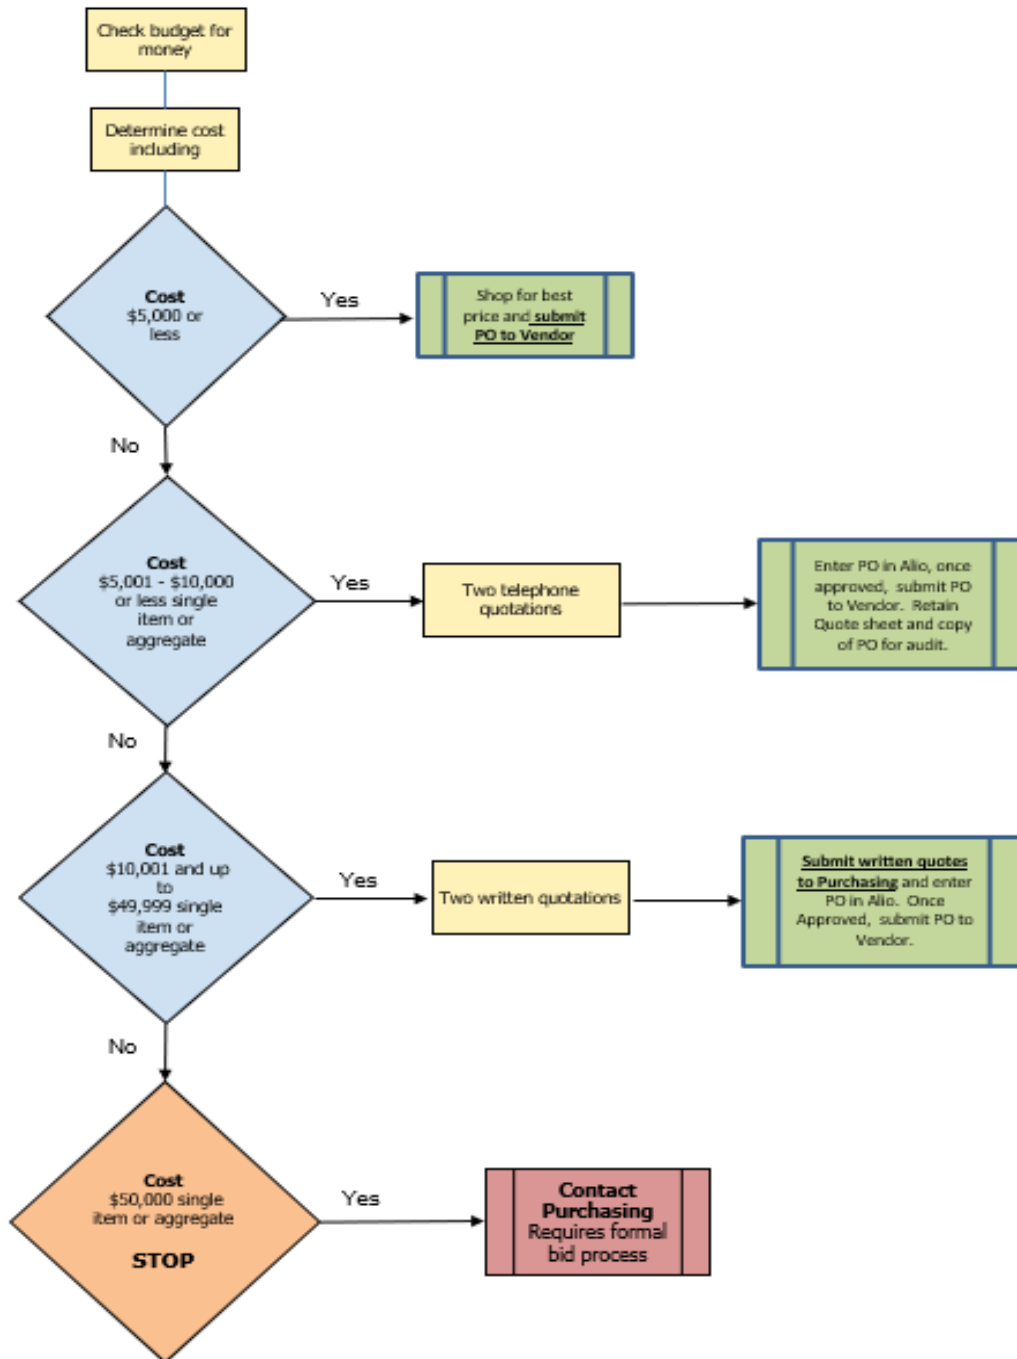 Check budget for
money
Determine cost
including
Cost
$5,000 or
less
Yes
Shop for best
price and submit
PO to Vendor
No
Cost
$5,001 - $10,000
or less single
item or
aggregate
Yes
Two telephone
quotations
Enter PO in Alio, once
approved, submit PO
to Vendor. Retain
Quote sheet and copy
of PO for audit.
No
Cost
$10,001 and up
to
$49,999 single
item or
aggregate
Yes
Two written quotations
Submit written quotes
to Purchasing and enter
PO in Alio. Once
Approved, submit PO to
Vendor.
No
Cost
$50,000 single
item or aggregate
STOP
Yes
Contact
Purchasing
Requires formal
bid process